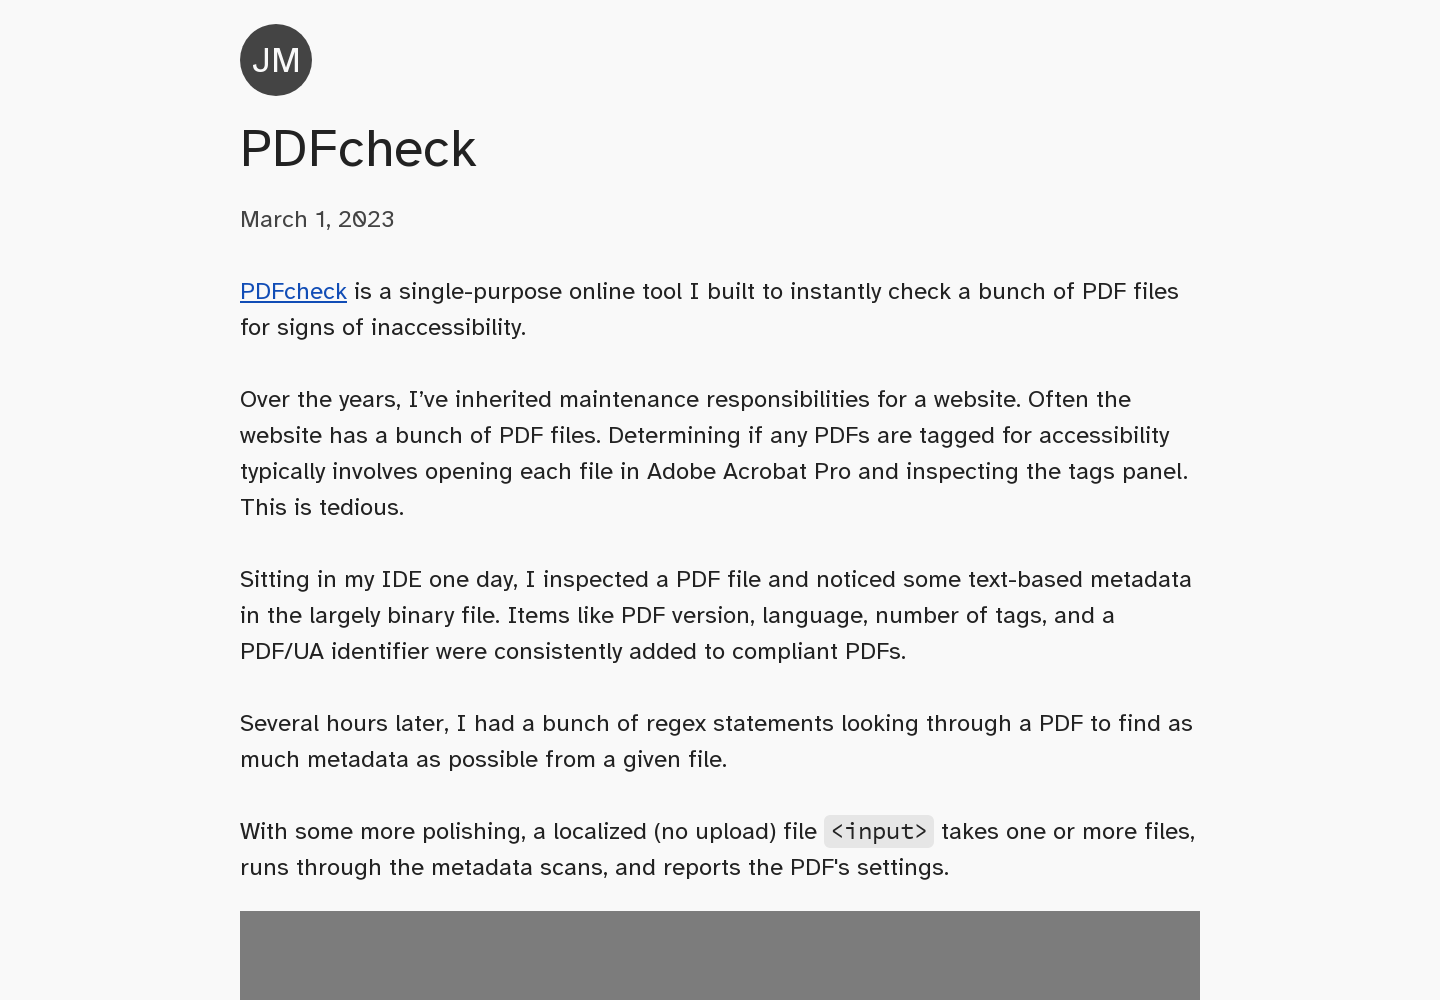 JM
PDFcheck
March 1, 2023
PDFcheck is a single-purpose online tool I built to instantly check a bunch of PDF files
for signs of inaccessibility.
Over the years, I’ve inherited maintenance responsibilities for a website. Often the
website has a bunch of PDF files. Determining if any PDFs are tagged for accessibility
typically involves opening each file in Adobe Acrobat Pro and inspecting the tags panel.
This is tedious.
Sitting in my IDE one day, I inspected a PDF file and noticed some text-based metadata
in the largely binary file. Items like PDF version, language, number of tags, and a
PDF/UA identifier were consistently added to compliant PDFs.
Several hours later, I had a bunch of regex statements looking through a PDF to find as
much metadata as possible from a given file.
With some more polishing, a localized (no upload) file <input> takes one or more files,
runs through the metadata scans, and reports the PDF's settings.